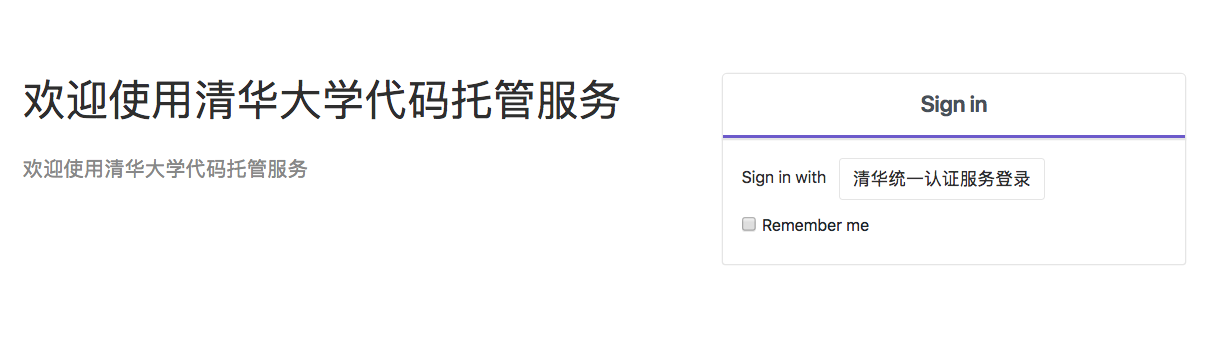 欢迎使用清华大学代码托管服务
欢迎使用清华大学代码托管服务
Sign in
Sign in with 清华统一认证服务登录
Remember me